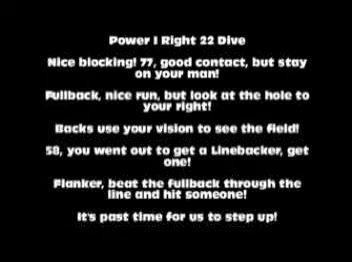 Power I Right 22 Dive
Nice blocking! 77, good contact, but stay
on your man!
Fullback, nice run, but look at the hole to
your right!
Backs use your vision to see the field!
58, you went out to get a Linebacker, get
one!
Flanker, beat the fullback through the
line and hit someone!
It's past time for us to step up!